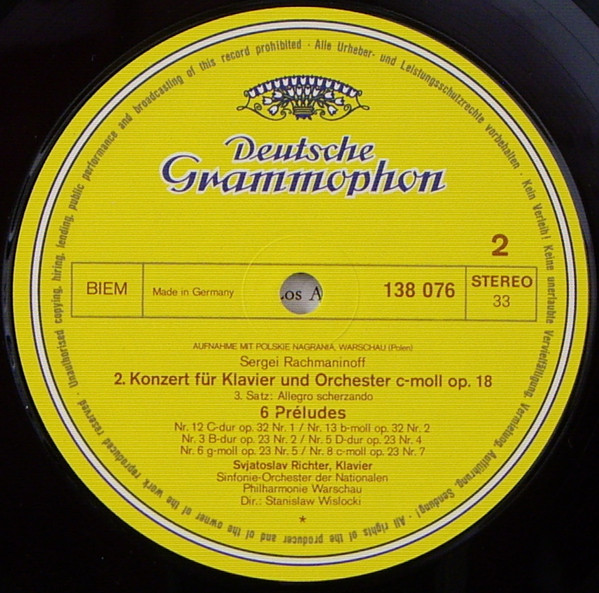 Deutsche
Grammophon
2
BIEM
Made in Germany
os A
138 076
STEREO
33
AUFNAHME MIT POLSKIE NAGRANIA, WARSCHAU (Polen)
Sergei Rachmaninoff
2. Konzert für Klavier und Orchester c-moll op. 18
3. Satz: Allegro scherzando
6 Préludes
Nr. 12 C-dur op. 32 Nr. 1 / Nr. 13 b-moll op. 32 Nr. 2
Nr. 3 B-dur op. 23 Nr. 2 / Nr. 5 D-dur op. 23 Nr. 4
Nr. 6 g-moll op. 23 Nr. 5 / Nr. 8 c-moll op. 23 Nr. 7
Svjatoslav Richter, Klavier
Sinfonie-Orchester der Nationalen
Philharmonie Warschau
Dir.: Stanislaw Wislocki
*
Alle Urheber- und Leistungsschutzrechte vorbehalten · Kein Verleih! Keine unerlaubte Vervielfältigung, Vermietung, Aufführung, Sendung! · All rights of the producer and of the owner of the work reproduced reserved · Unauthorised copying, hiring, lending, public performance and broadcasting of this record prohibited ·